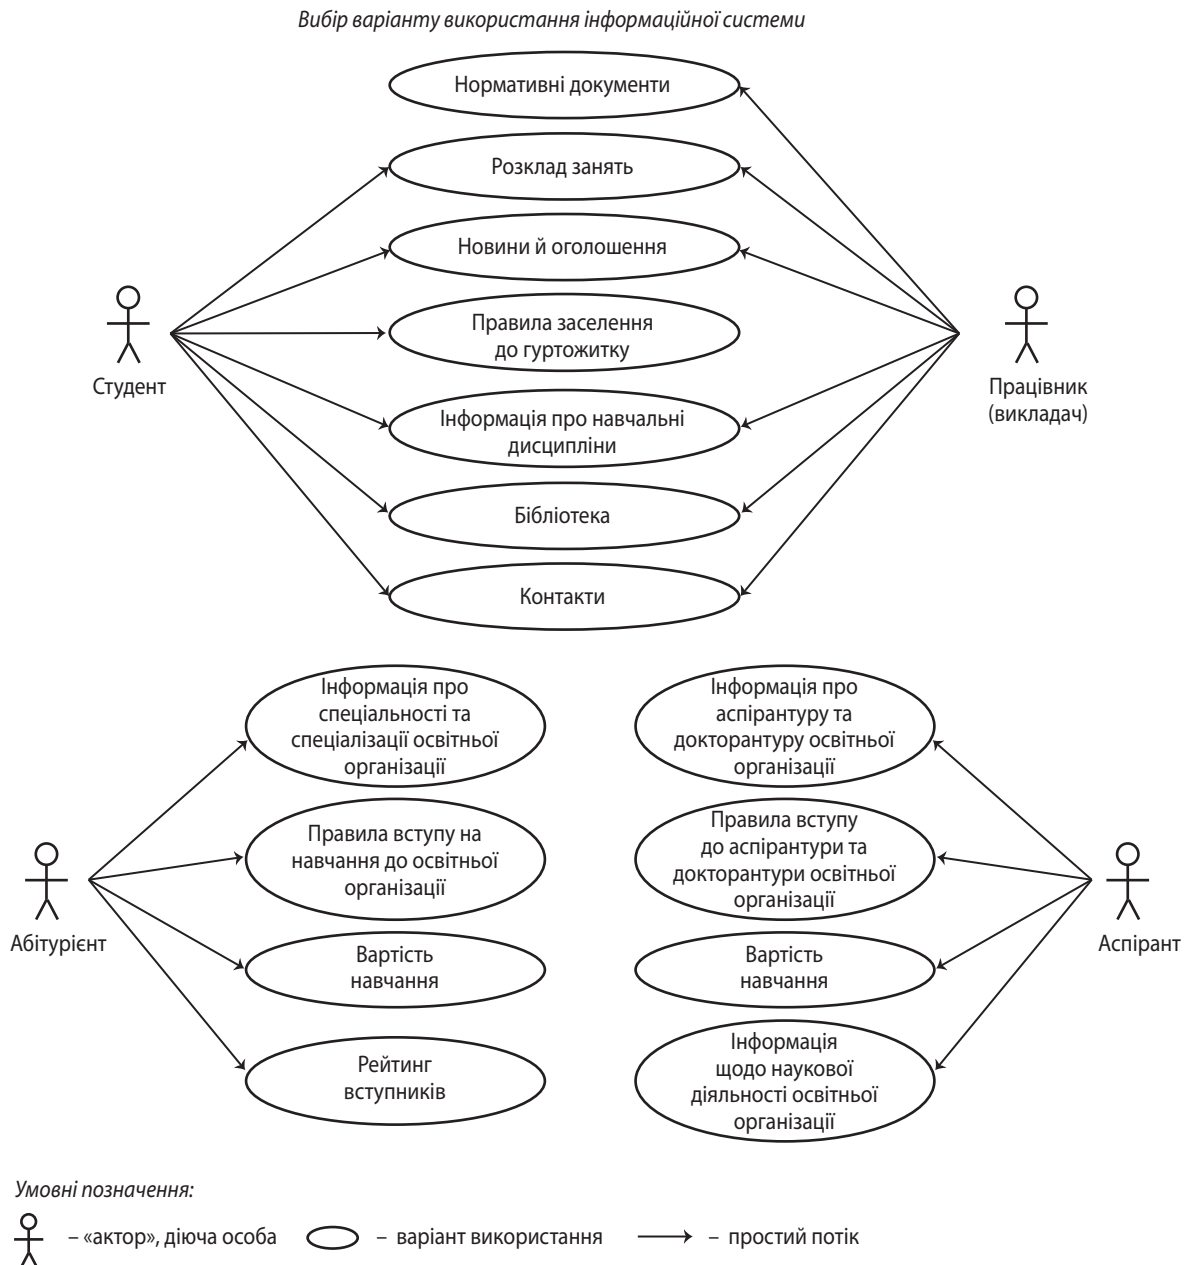 Вибір варіанту використання інформаційної системи
Нормативні документи
Розклад занять
Новини й оголошення
Правила заселення
до гуртожитку
Студент
Працівник
(викладач)
Інформація про навчальні
дисципліни
Бібліотека
Контакти
Інформація про
спеціальності та
спеціалізації освітньої
організації
Інформація про
аспірантуру та
докторантуру освітньої
організації
Правила вступу на
навчання до освітньої
організації
Правила вступу
до аспірантури та
докторантури освітньої
організації
Абітурієнт
Аспірант
Вартість
навчання
Вартість
навчання
Рейтинг
вступників
Інформація
щодо наукової
діяльності освітньої
організації
Умовні позначення:
– «актор», діюча особа
– варіант використання
– простий потік